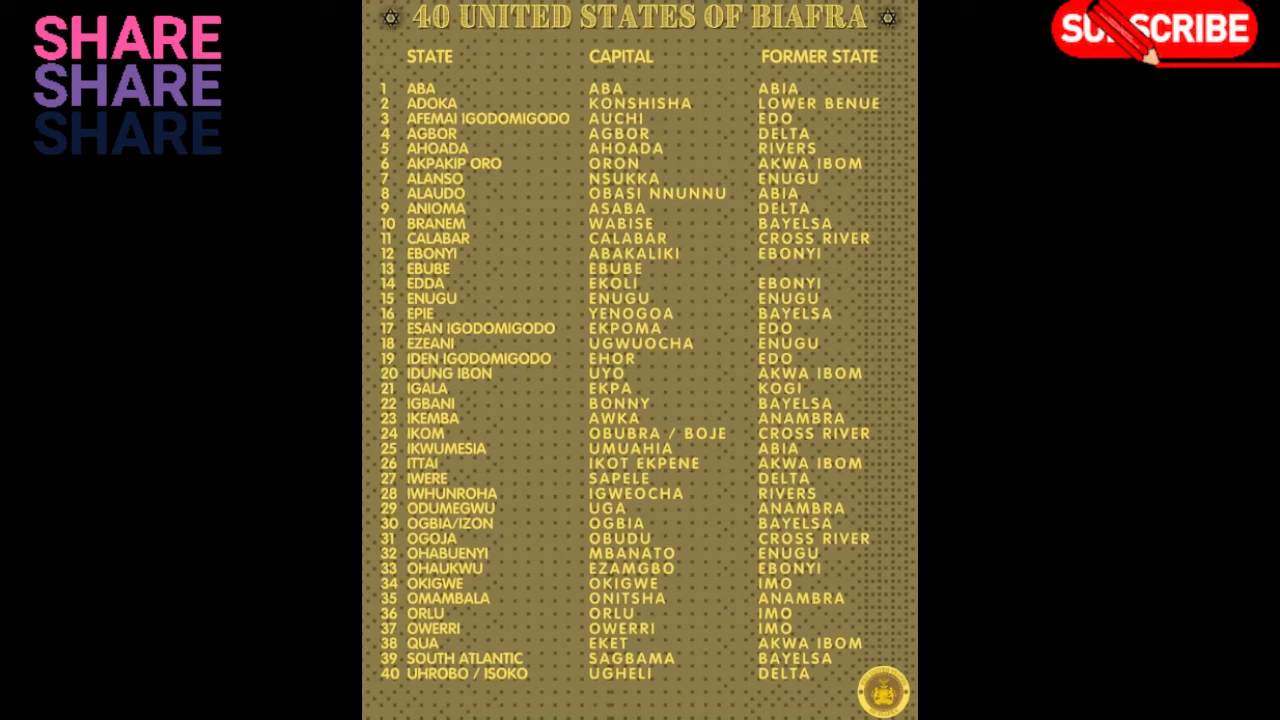 SHARE
SHARE
SHARE
40 UNITED STATES OF BIAFRA
SUBSCRIBE
STATE CAPITAL FORMER STATE
1 ABA ABA ABIA
2 ADOKA KONSHISHA LOWER BENUE
3 AFEMAI IGODOMIGODO AUCHI EDO
4 AGBOR AGBOR DELTA
5 AHOADA AHOADA RIVERS
6 AKPAKIP ORO ORON AKWA IBOM
7 ALANSO NSUKKA ENUGU
8 ALAUDO OBASI NNUNNU ABIA
9 ANIOMA ASABA DELTA
10 BRANEM WABISE BAYELSA
11 CALABAR CALABAR CROSS RIVER
12 EBONYI ABAKALIKI EBONYI
13 EBUBE EBUBE
14 EDDA EKOLI EBONYI
15 ENUGU ENUGU ENUGU
16 EPIE YENOGOA BAYELSA
17 ESAN IGODOMIGODO EKPOMA EDO
18 EZEANI UGWUOCHA ENUGU
19 IDEN IGODOMIGODO EHOR EDO
20 IDUNG IBON UYO AKWA IBOM
21 IGALA EKPA KOGI
22 IGBANI BONNY BAYELSA
23 IKEMBA AWKA ANAMBRA
24 IKOM OBUBRA / BOJE CROSS RIVER
25 IKWUMESIA UMUAHIA ABIA
26 ITTAI IKOT EKPENE AKWA IBOM
27 IWERE SAPELE DELTA
28 IWHUNROHA IGWEOCHA RIVERS
29 ODUMEGWU UGA ANAMBRA
30 OGBIA/IZON OGBIA BAYELSA
31 OGOJA OBUDU CROSS RIVER
32 OHABUENYI MBANATO ENUGU
33 OHAUKWU EZAMGBO EBONYI
34 OKIGWE OKIGWE IMO
35 OMAMBALA ONITSHA ANAMBRA
36 ORLU ORLU IMO
37 OWERRI OWERRI IMO
38 QUA EKET AKWA IBOM
39 SOUTH ATLANTIC SAGBAMA BAYELSA
40 UHROBO / ISOKO UGHELI DELTA